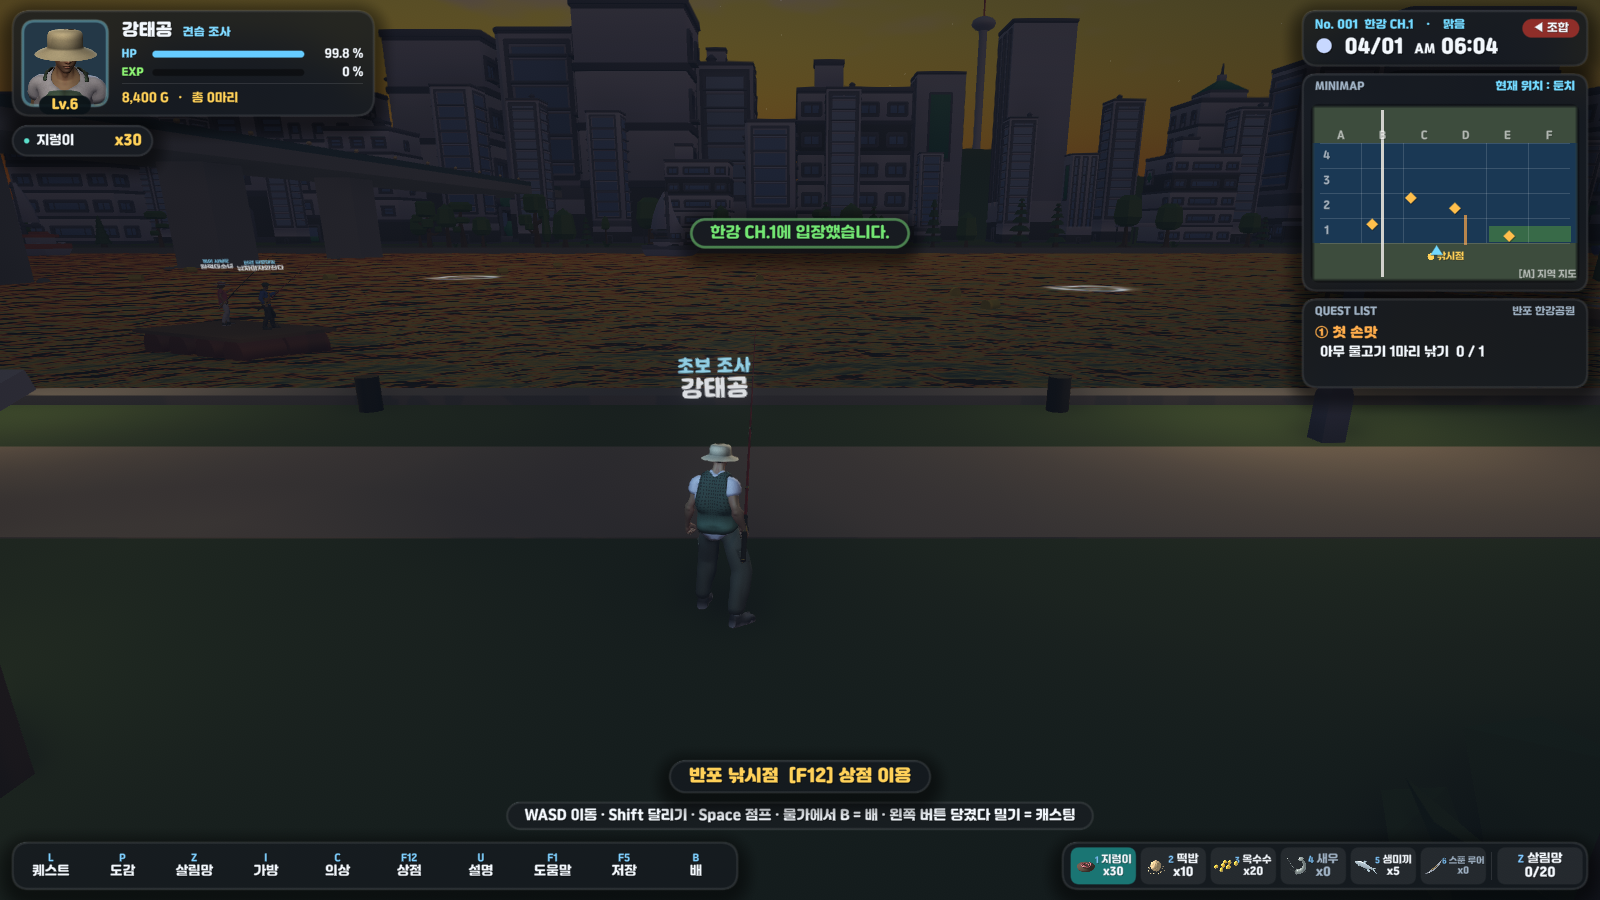 강태공 견습 조사
HP 99.8 %
EXP 0 %
Lv.6
8,400 G · 총 0마리
지렁이 x30
No. 001 한강 CH.1 · 맑음
◀ 조합
04/01 AM 06:04
MINIMAP 현재 위치 : 둔치
A B C D E F
4
3
2
1
낚시점
[M] 지역 지도
QUEST LIST 반포 한강공원
① 첫 손맛
아무 물고기 1마리 낚기 0 / 1
한강 CH.1에 입장했습니다.
초보 조사
강태공
반포 낚시점 [F12] 상점 이용
WASD 이동 · Shift 달리기 · Space 점프 · 물가에서 B = 배 · 왼쪽 버튼 당겼다 밀기 = 캐스팅
L P Z I C F12 U F1 F5 B
퀘스트 도감 살림망 가방 의상 상점 설명 도움말 저장 배
1 지렁이 x30
2 떡밥 x10
3 옥수수 x20
4 새우 x0
5 생미끼 x5
6 스푼 루어 x0
Z 살림망 0/20